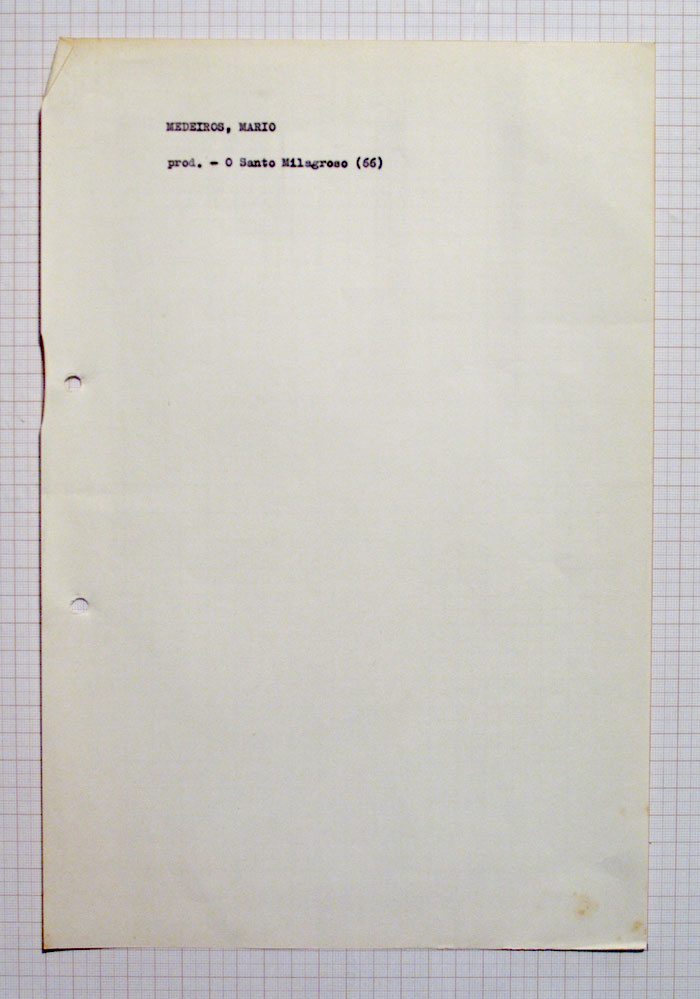 MEDEIROS, MARIO
prod. - O Santo Milagroso (66)